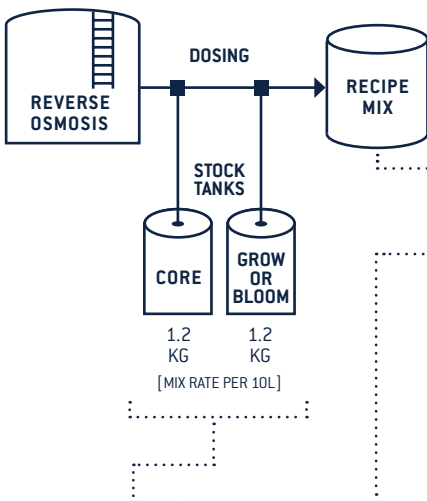 DOSING
REVERSE
OSMOSIS
RECIPE
MIX
STOCK
TANKS
CORE
GROW
OR
BLOOM
1.2
KG
1.2
KG
[MIX RATE PER 10L]